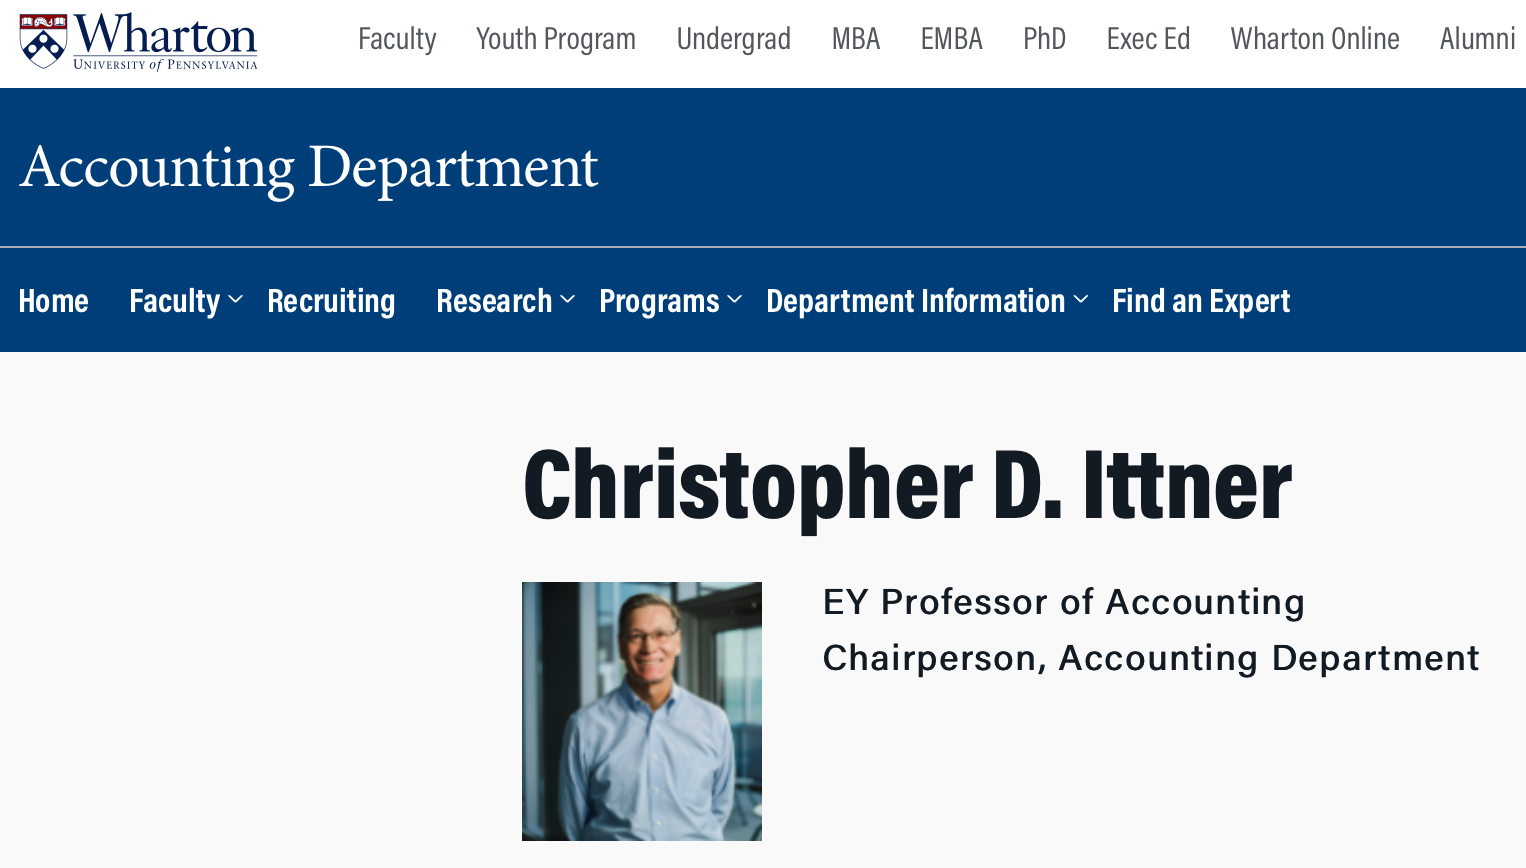 Wharton
UNIVERSITY of PENNSYLVANIA
Faculty Youth Program Undergrad MBA EMBA PhD Exec Ed Wharton Online Alumni
Accounting Department
Home Faculty Recruiting Research Programs Department Information Find an Expert
Christopher D. Ittner
EY Professor of Accounting
Chairperson, Accounting Department